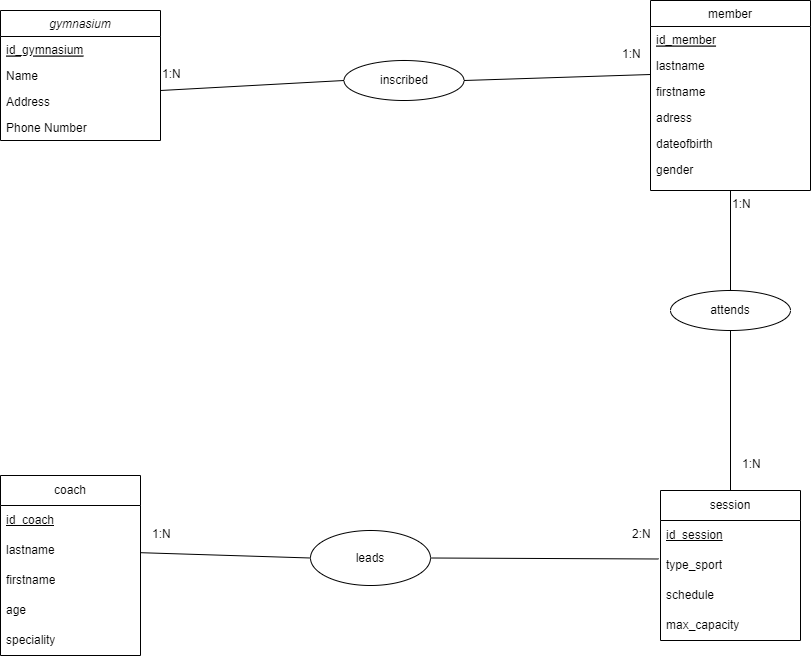 gymnasium
id_gymnasium
Name
Address
Phone Number
1:N
inscribed
1:N
member
id_member
lastname
firstname
adress
dateofbirth
gender
1:N
attends
1:N
coach
id_coach
lastname
firstname
age
speciality
1:N
leads
2:N
session
id_session
type_sport
schedule
max_capacity